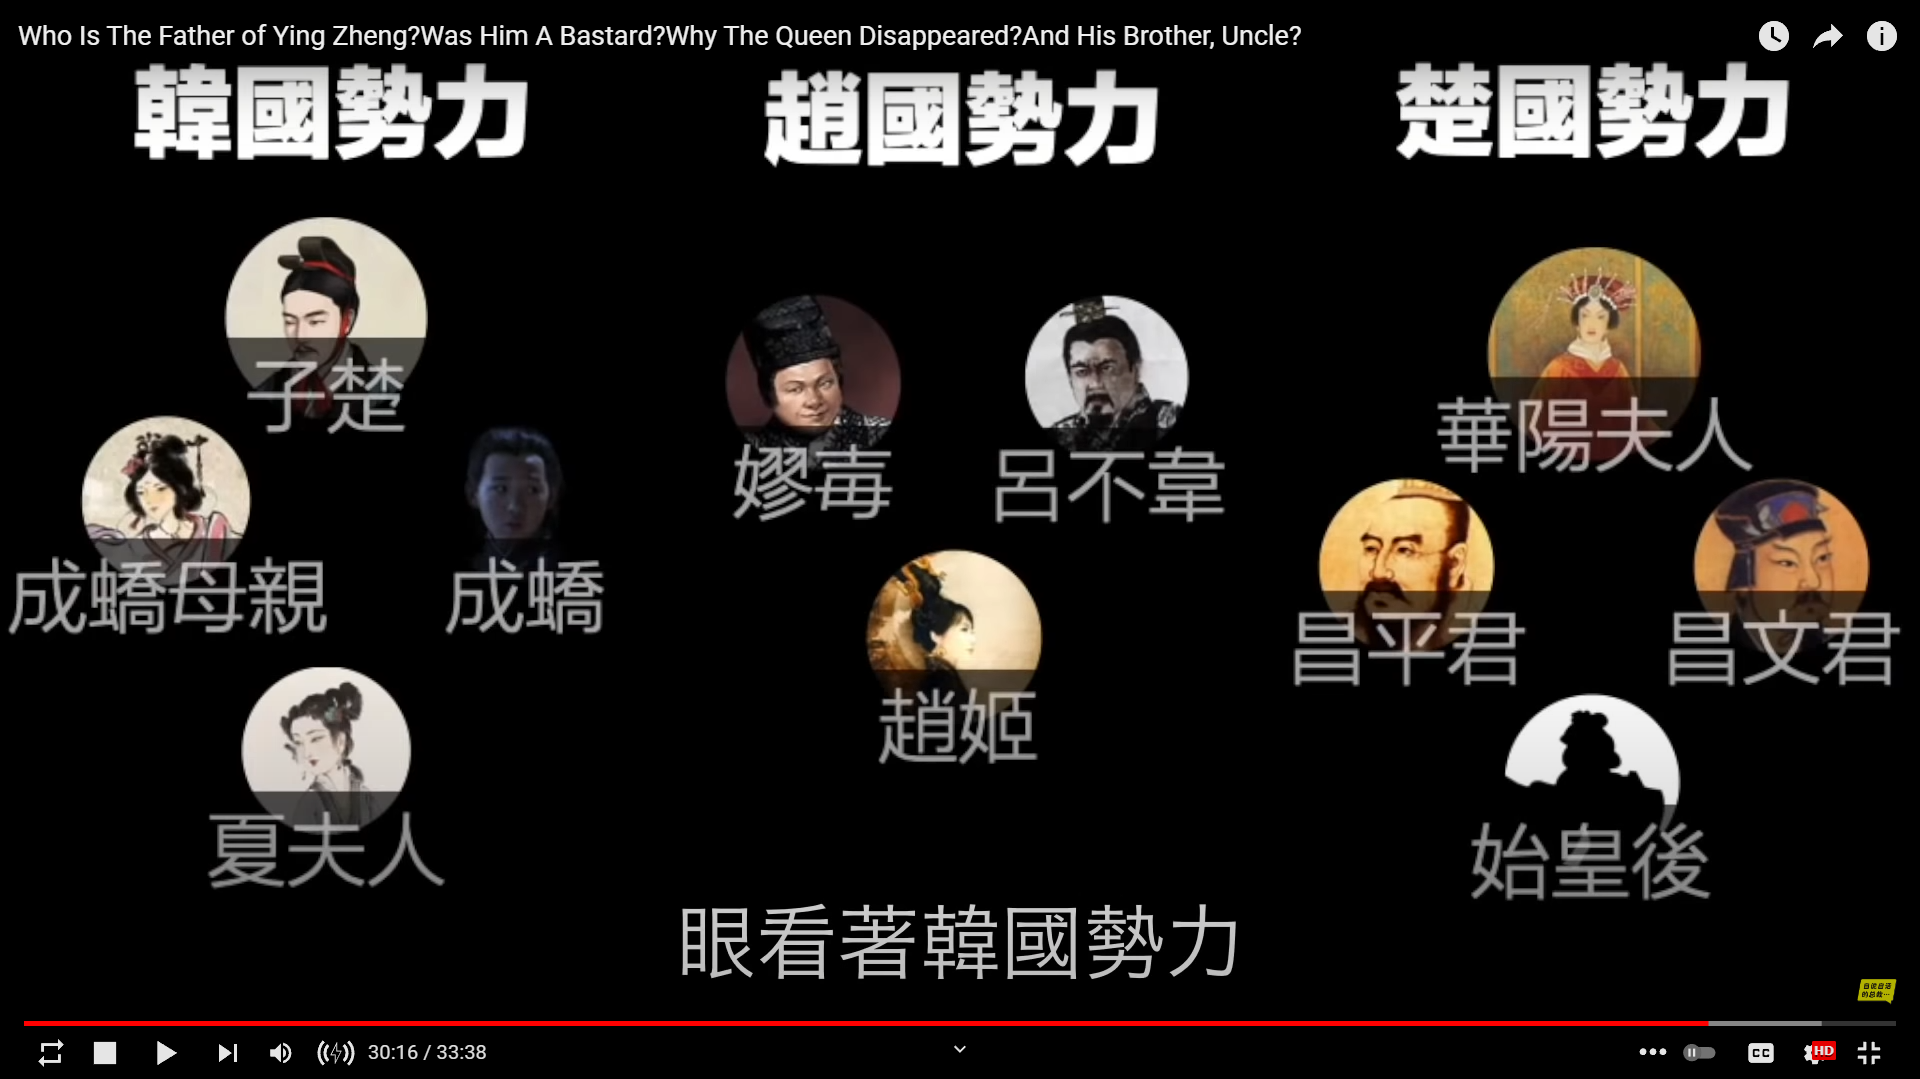 Who Is The Father of Ying Zheng?Was Him A Bastard?Why The Queen Disappeared?And His Brother, Uncle?
韓國勢力
趙國勢力
楚國勢力
子楚
成蟜母親
成蟜
夏夫人
嫪毐
呂不韋
趙姬
華陽夫人
昌平君
昌文君
始皇後
眼看著韓國勢力
30:16 / 33:38
CC
HD